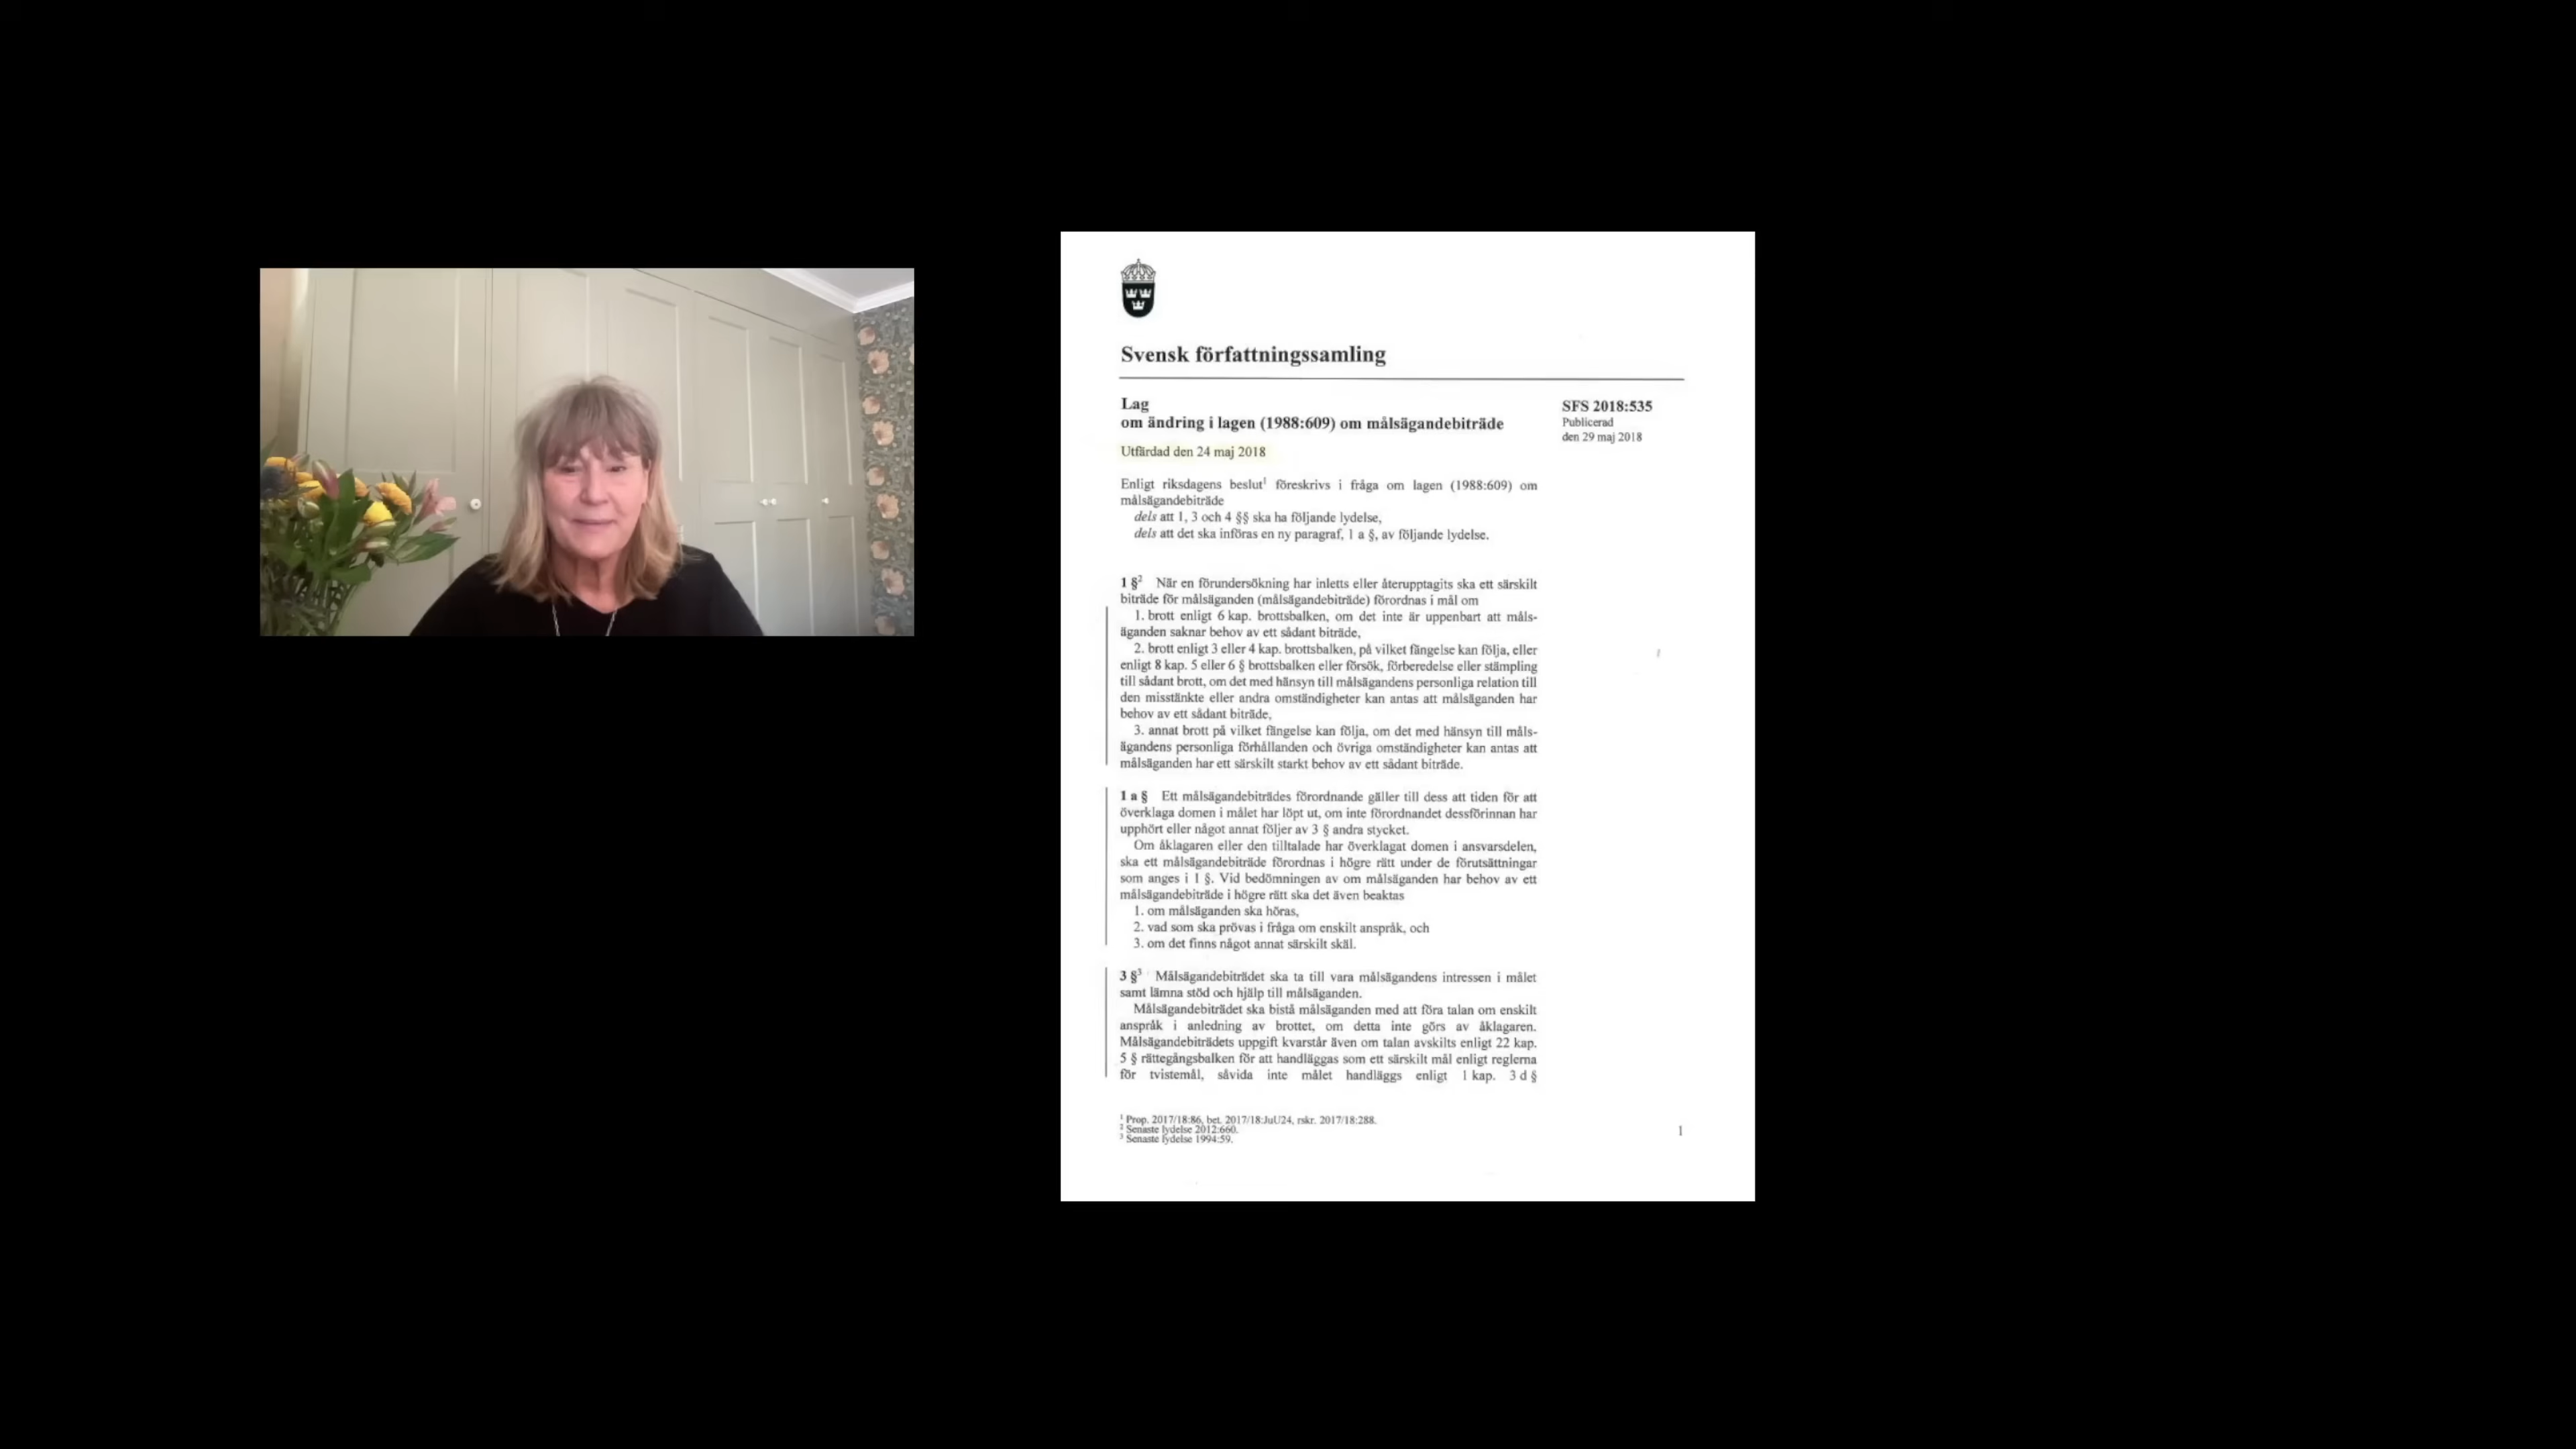 Svensk författningssamling
Lag
om ändring i lagen (1988:609) om målsägandebiträde
SFS 2018:535
Publicerad
den 29 maj 2018
Utfärdad den 24 maj 2018
Enligt riksdagens beslut¹ föreskrivs i fråga om lagen (1988:609) om
målsägandebiträde
dels att 1, 3 och 4 §§ ska ha följande lydelse,
dels att det ska införas en ny paragraf, 1 a §, av följande lydelse.
1 §² När en förundersökning har inletts eller återupptagits ska ett särskilt
biträde för målsäganden (målsägandebiträde) förordnas i mål om
1. brott enligt 6 kap. brottsbalken, om det inte är uppenbart att måls-
äganden saknar behov av ett sådant biträde,
2. brott enligt 3 eller 4 kap. brottsbalken, på vilket fängelse kan följa, eller
enligt 8 kap. 5 eller 6 § brottsbalken eller försök, förberedelse eller stämpling
till sådant brott, om det med hänsyn till målsägandens personliga relation till
den misstänkte eller andra omständigheter kan antas att målsäganden har
behov av ett sådant biträde,
3. annat brott på vilket fängelse kan följa, om det med hänsyn till måls-
ägandens personliga förhållanden och övriga omständigheter kan antas att
målsäganden har ett särskilt starkt behov av ett sådant biträde.
1 a § Ett målsägandebiträdes förordnande gäller till dess att tiden för att
överklaga domen i målet har löpt ut, om inte förordnandet dessförinnan har
upphört eller något annat följer av 3 § andra stycket.
Om åklagaren eller den tilltalade har överklagat domen i ansvarsdelen,
ska ett målsägandebiträde förordnas i högre rätt under de förutsättningar
som anges i 1 §. Vid bedömningen av om målsäganden har behov av ett
målsägandebiträde i högre rätt ska det även beaktas
1. om målsäganden ska höras,
2. vad som ska prövas i fråga om enskilt anspråk, och
3. om det finns något annat särskilt skäl.
3 §³ Målsägandebiträdet ska ta till vara målsägandens intressen i målet
samt lämna stöd och hjälp till målsäganden.
Målsägandebiträdet ska bistå målsäganden med att föra talan om enskilt
anspråk i anledning av brottet, om detta inte görs av åklagaren.
Målsägandebiträdets uppgift kvarstår även om talan avskilts enligt 22 kap.
5 § rättegångsbalken för att handläggas som ett särskilt mål enligt reglerna
för tvistemål, såvida inte målet handläggs enligt 1 kap. 3 d §
¹ Prop. 2017/18:86, bet. 2017/18:JuU24, rskr. 2017/18:288.
² Senaste lydelse 2012:660.
³ Senaste lydelse 1994:59.
1